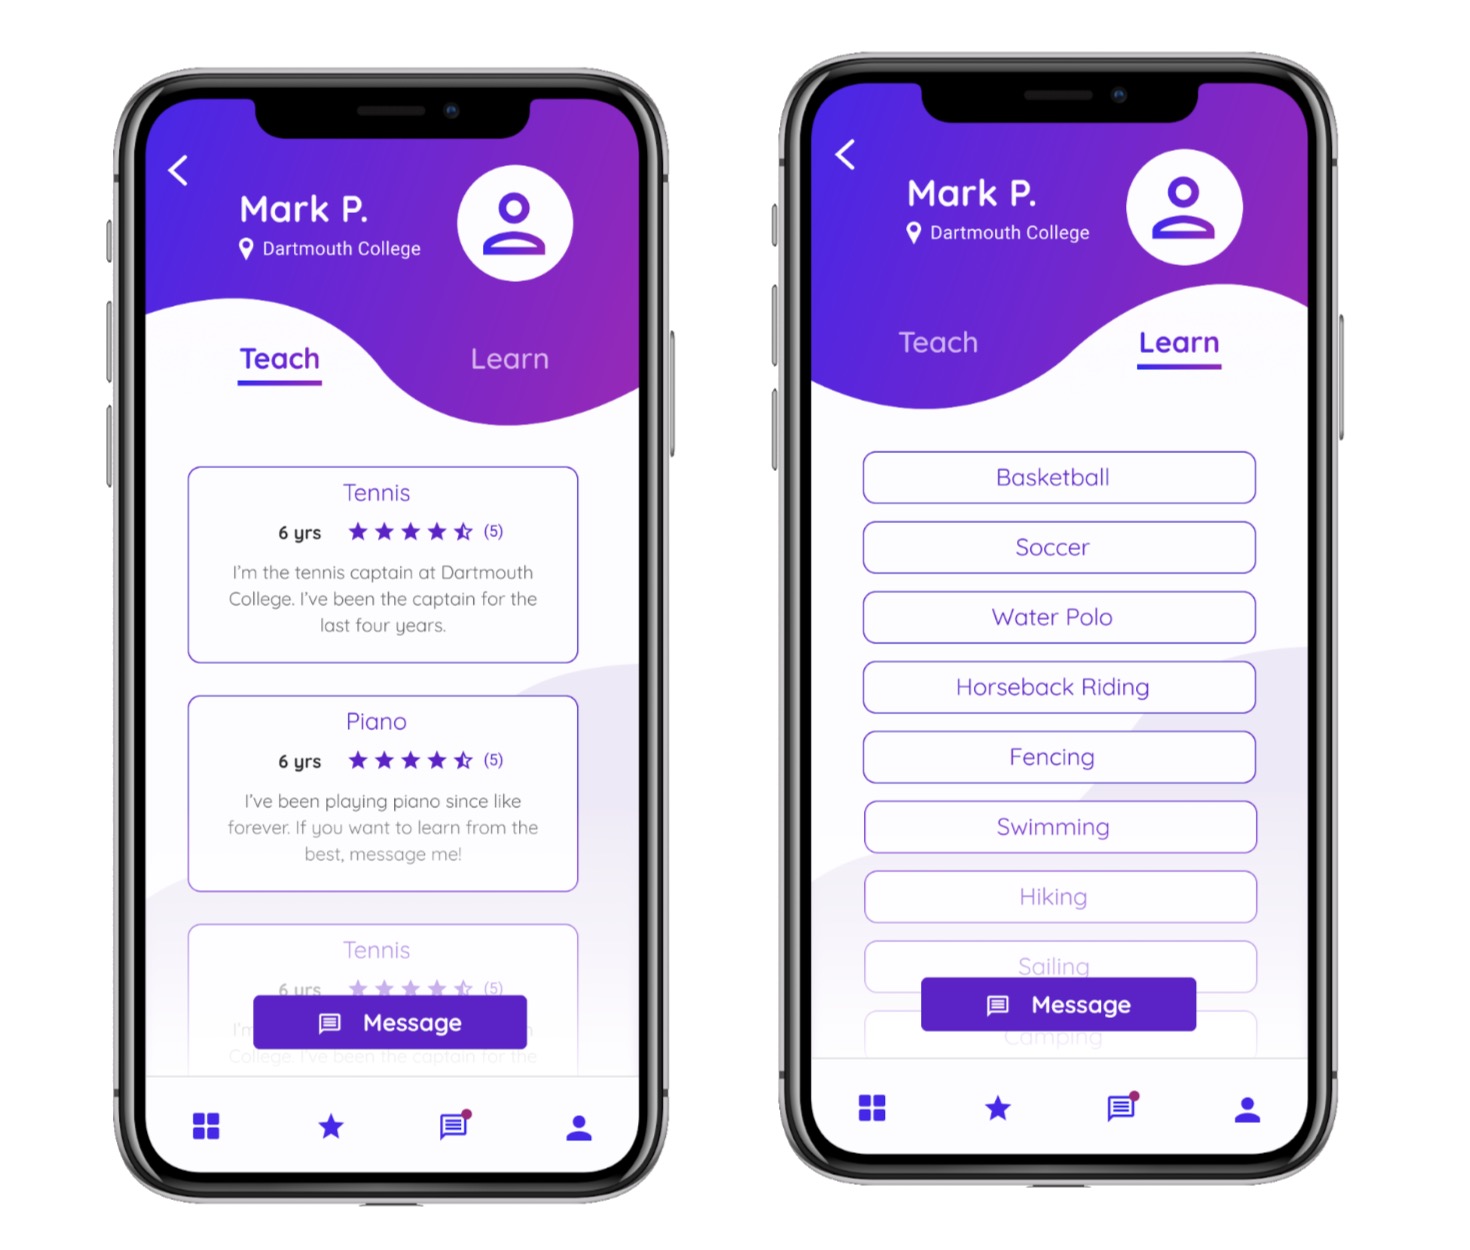 Mark P.
Dartmouth College
Teach
Learn
Tennis
6 yrs (5)
I'm the tennis captain at Dartmouth
College. I've been the captain for the
last four years.
Piano
6 yrs (5)
I've been playing piano since like
forever. If you want to learn from the
best, message me!
Tennis
6 yrs (5)
I'm
Message
College. I've been the captain for the
Mark P.
Dartmouth College
Teach
Learn
Basketball
Soccer
Water Polo
Horseback Riding
Fencing
Swimming
Hiking
Sailing
Message
Camping